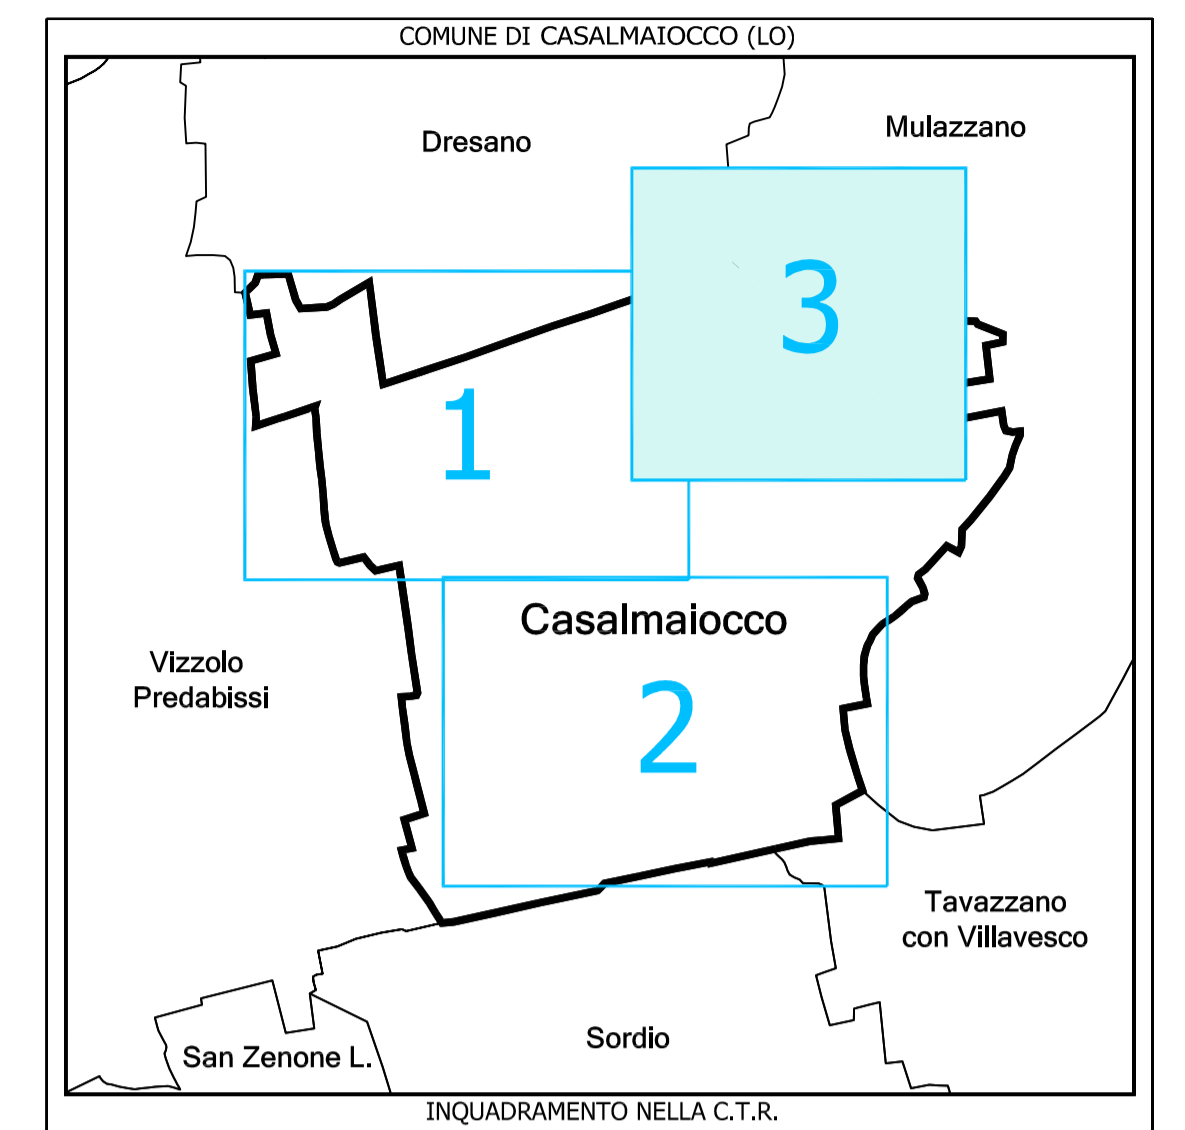 COMUNE DI CASALMAIOCCO (LO)
Mulazzano
Dresano
3
1
Casalmaiocco
Vizzolo
Predabissi
2
Tavazzano
con Villavesco
Sordio
San Zenone L.
INQUADRAMENTO NELLA C.T.R.